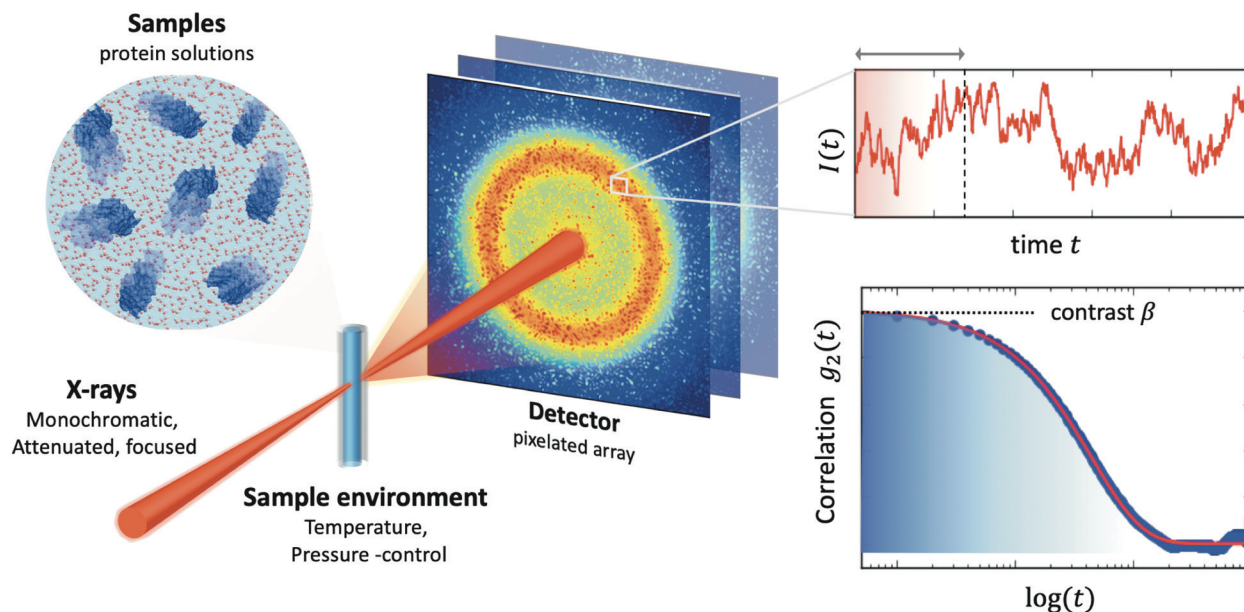 Samples
protein solutions
X-rays
Monochromatic,
Attenuated, focused
Sample environment
Temperature,
Pressure -control
Detector
pixelated array
I(t)
time t
contrast β
Correlation g₂(t)
log(t)